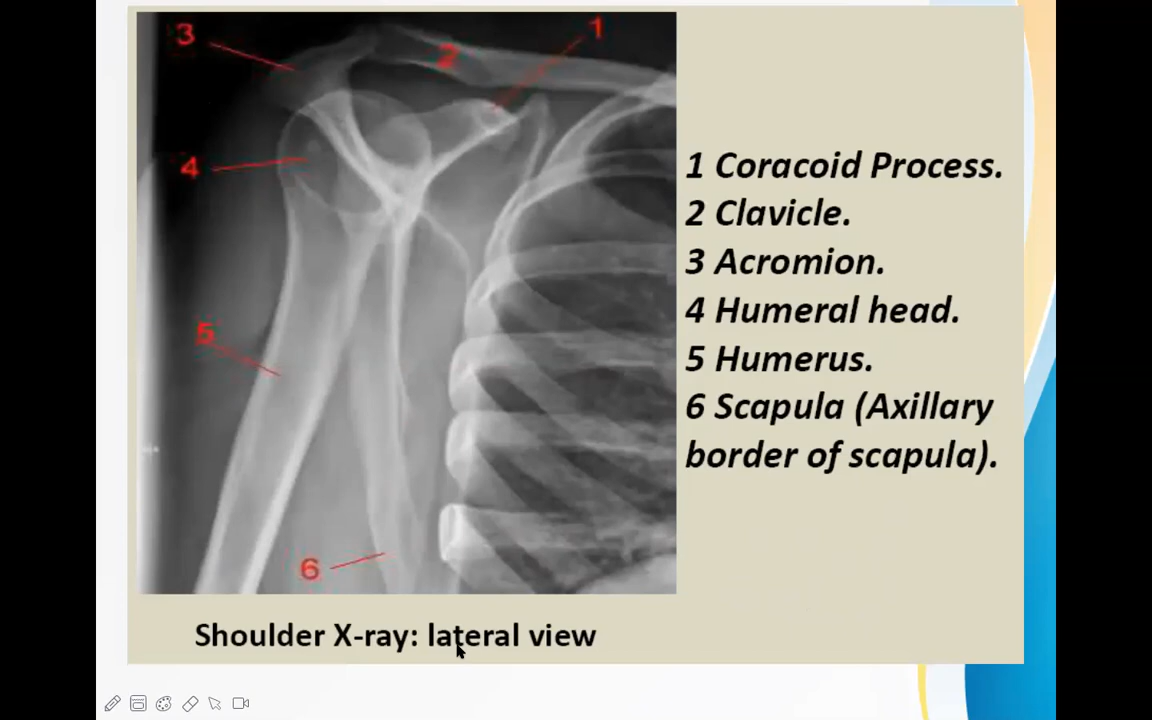 3
1
2
4
5
6
1 Coracoid Process.
2 Clavicle.
3 Acromion.
4 Humeral head.
5 Humerus.
6 Scapula (Axillary
border of scapula).
Shoulder X-ray: lateral view